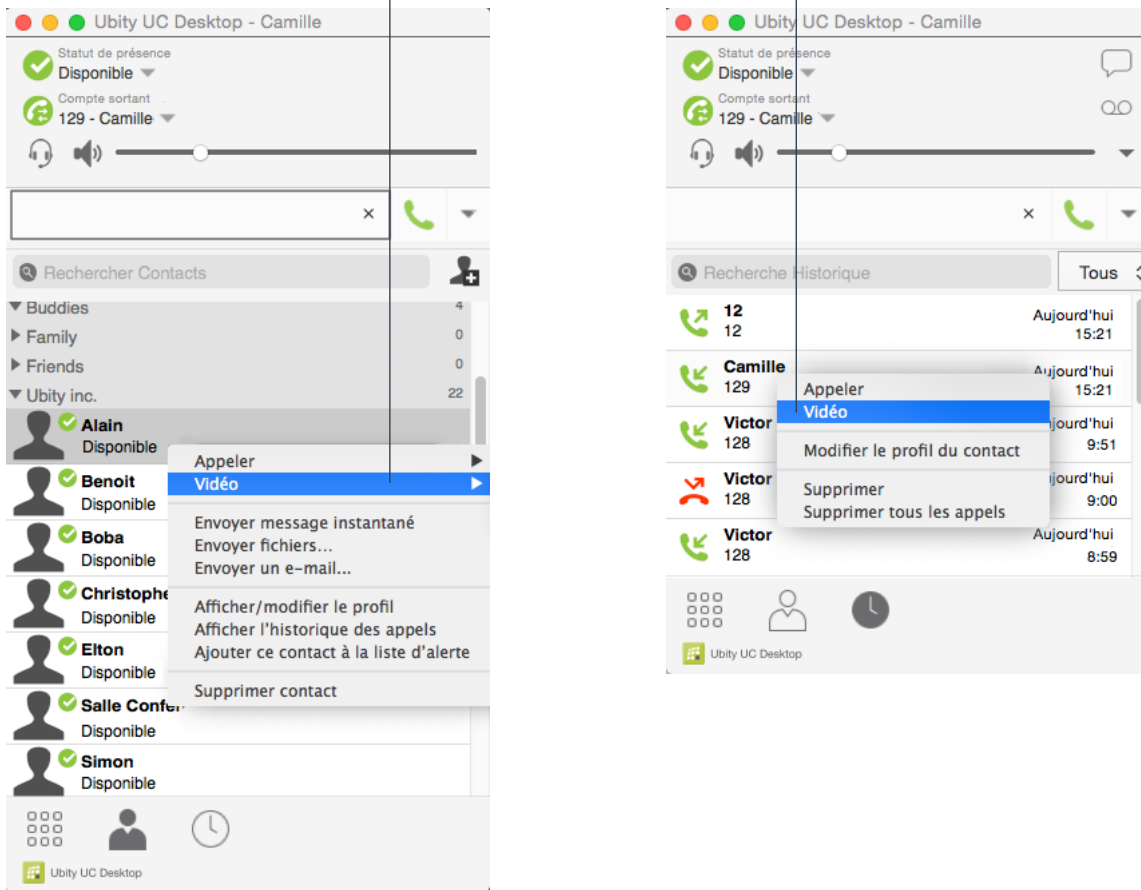 Ubity UC Desktop - Camille
Statut de présence
Disponible
Compte sortant
129 - Camille
Rechercher Contacts
Buddies 4
Family 0
Friends 0
Ubity inc. 22
Alain
Disponible
Appeler
Vidéo
Envoyer message instantané
Envoyer fichiers...
Envoyer un e-mail...
Afficher/modifier le profil
Afficher l'historique des appels
Ajouter ce contact à la liste d'alerte
Supprimer contact
Benoit
Disponible
Boba
Disponible
Christophe
Disponible
Elton
Disponible
Salle Confer
Disponible
Simon
Disponible
Ubity UC Desktop
Ubity UC Desktop - Camille
Statut de présence
Disponible
Compte sortant
129 - Camille
Recherche Historique Tous
12 Aujourd'hui
12 15:21
Camille Aujourd'hui
129 15:21
Appeler
Vidéo
Modifier le profil du contact
Supprimer
Supprimer tous les appels
Victor jourd'hui
128 9:51
Victor jourd'hui
128 9:00
Victor Aujourd'hui
128 8:59
Ubity UC Desktop